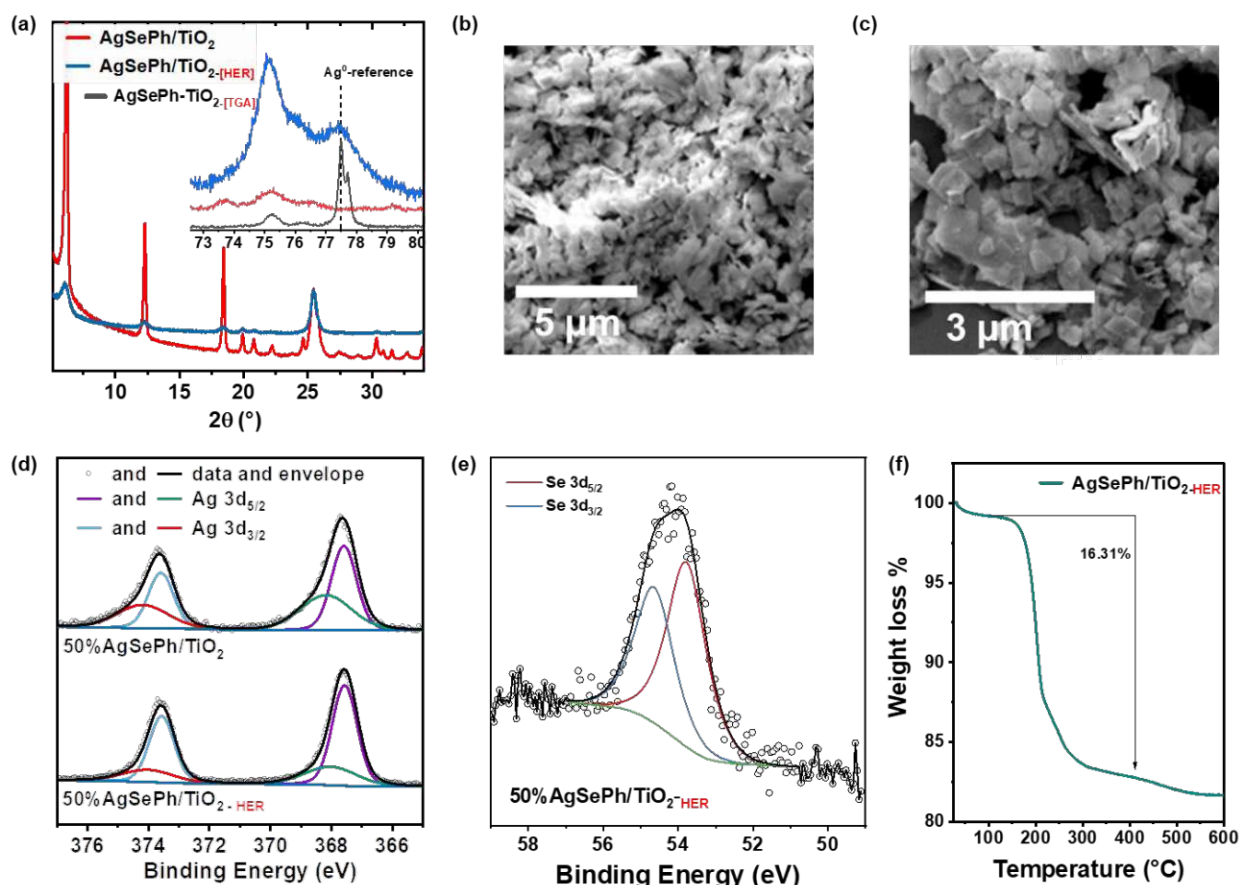 (a)
AgSePh/TiO₂
AgSePh/TiO₂-[HER]
AgSePh-TiO₂-[TGA]
Ag⁰-reference
73 74 75 76 77 78 79 80
10 15 20 25 30
2θ (°)
(b)
5 μm
(c)
3 μm
(d)
and data and envelope
and Ag 3d₅/₂
and Ag 3d₃/₂
50%AgSePh/TiO₂
50%AgSePh/TiO₂ - HER
376 374 372 370 368 366
Binding Energy (eV)
(e)
Se 3d₅/₂
Se 3d₃/₂
50%AgSePh/TiO₂-HER
58 56 54 52 50
Binding Energy (eV)
(f)
AgSePh/TiO₂-HER
16.31%
100
95
90
85
80
Weight loss %
100 200 300 400 500 600
Temperature (°C)